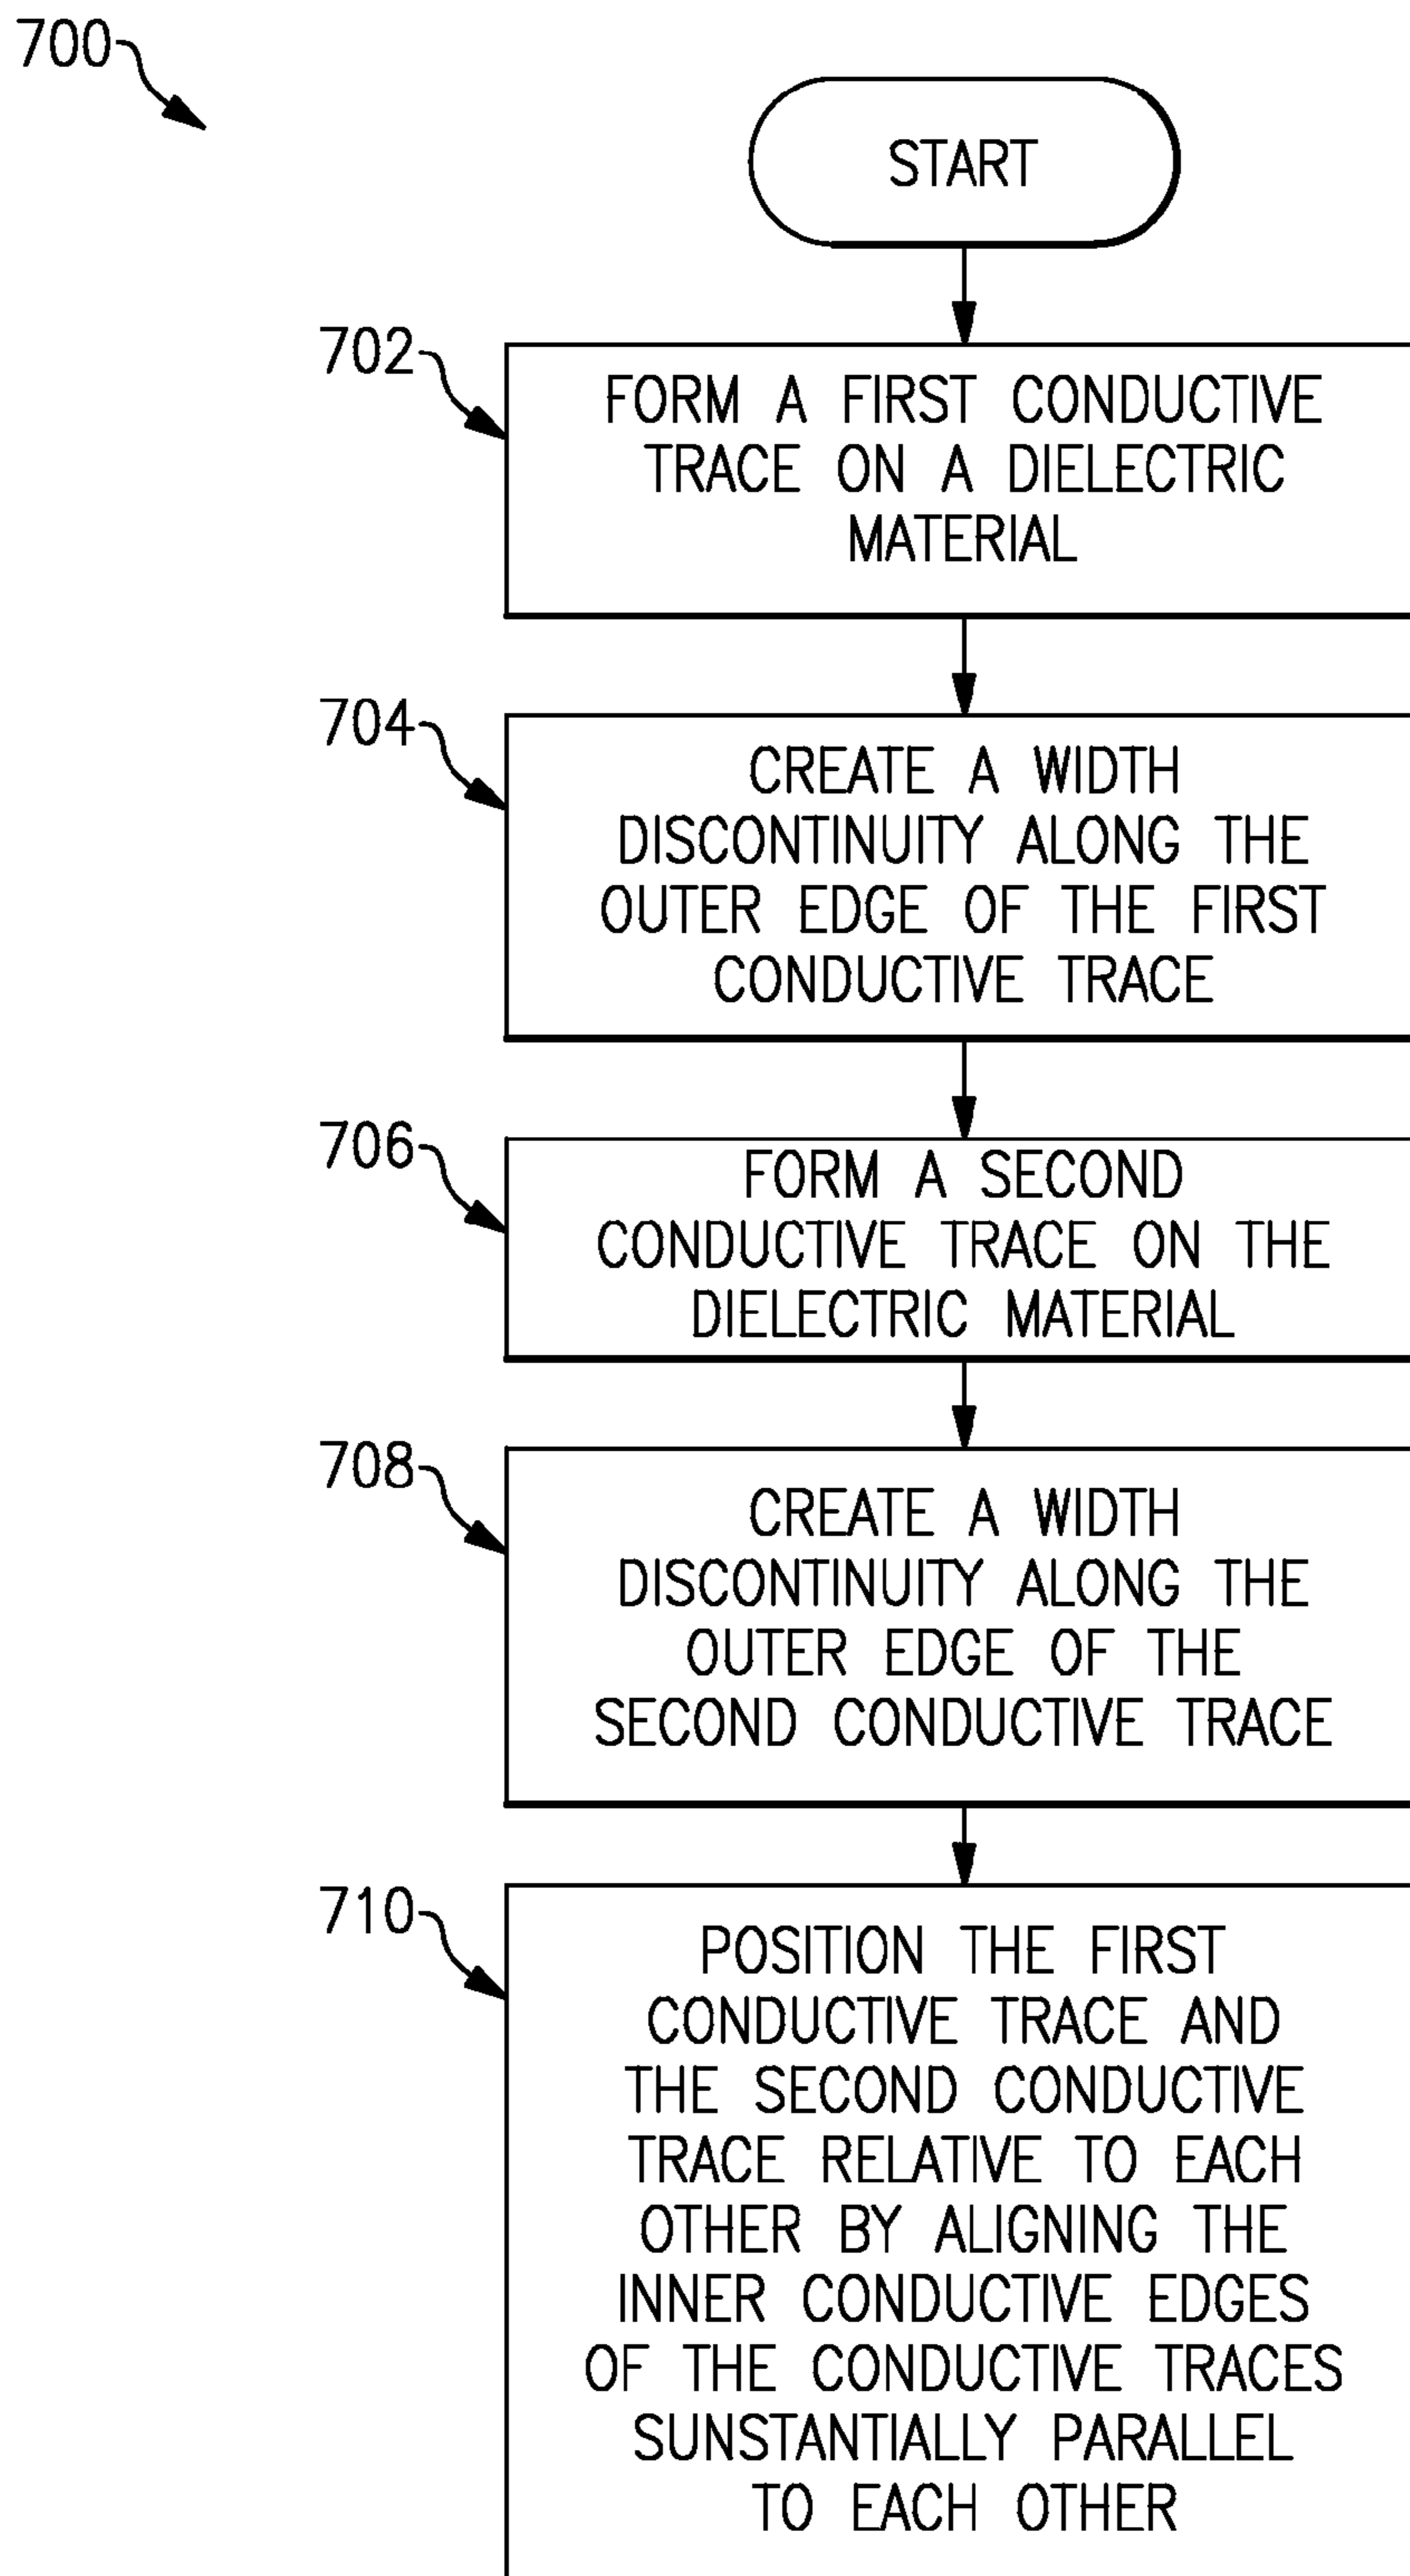 700
START
702
FORM A FIRST CONDUCTIVE
TRACE ON A DIELECTRIC
MATERIAL
704
CREATE A WIDTH
DISCONTINUITY ALONG THE
OUTER EDGE OF THE FIRST
CONDUCTIVE TRACE
706
FORM A SECOND
CONDUCTIVE TRACE ON THE
DIELECTRIC MATERIAL
708
CREATE A WIDTH
DISCONTINUITY ALONG THE
OUTER EDGE OF THE
SECOND CONDUCTIVE TRACE
710
POSITION THE FIRST
CONDUCTIVE TRACE AND
THE SECOND CONDUCTIVE
TRACE RELATIVE TO EACH
OTHER BY ALIGNING THE
INNER CONDUCTIVE EDGES
OF THE CONDUCTIVE TRACES
SUNSTANTIALLY PARALLEL
TO EACH OTHER